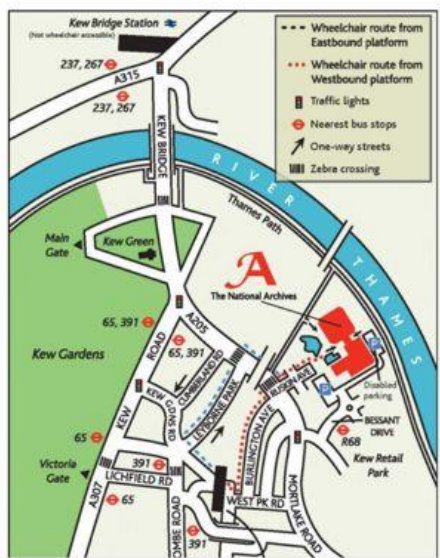 Kew Bridge Station
(Not wheelchair accessible)
237, 267
A315
237, 267
KEW BRIDGE
Wheelchair route from
Eastbound platform
Wheelchair route from
Westbound platform
Traffic lights
Nearest bus stops
One-way streets
Zebra crossing
RIVER
THAMES
Thames Path
Main
Gate
Kew Green
A
The National Archives
65, 391
A205
65, 391
Kew Gardens
KEW
ROAD
CUMBERLAND RD
KEW
GDNS RD
LEYBORNE PARK
RUSKIN AVE
P
P
Disabled
parking
BESSANT
DRIVE
R68
Kew Retail
Park
BURLINGTON AVE
MORTLAKE ROAD
65
Victoria
Gate
391
LICHFIELD RD
A307
65
WEST PK RD
OMBE ROAD
391